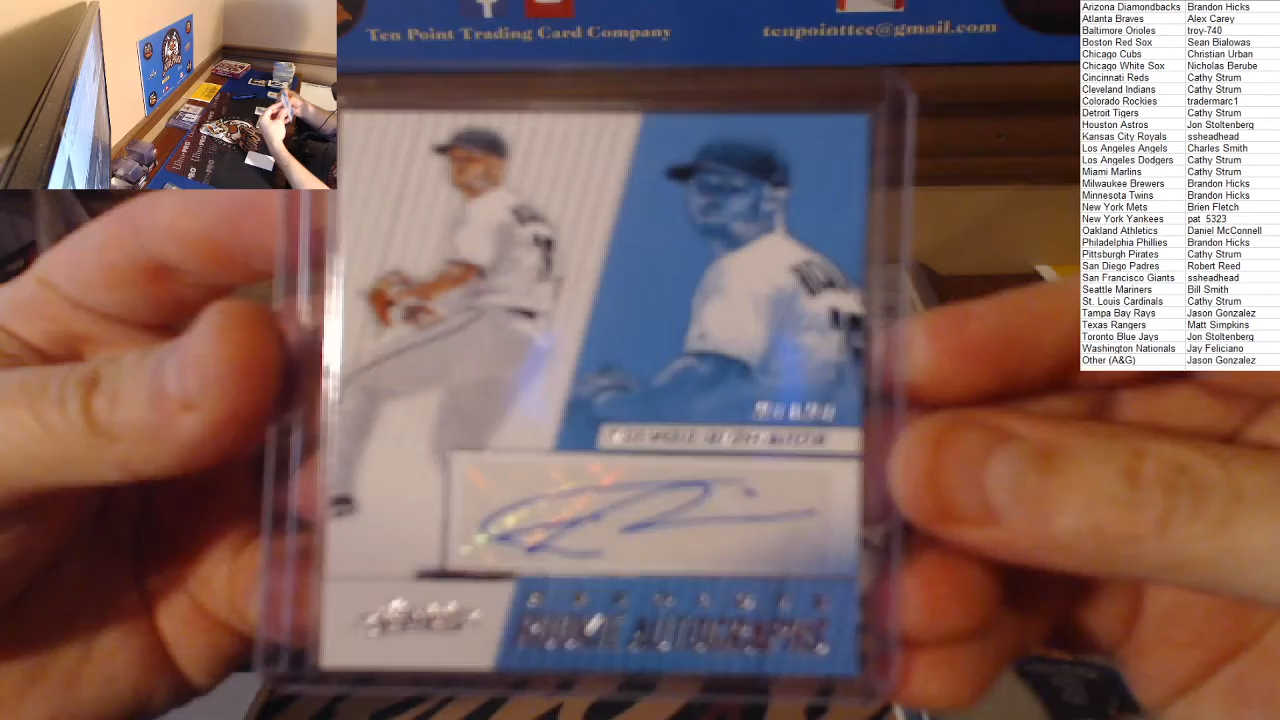 Ten Point Trading Card Company
tenpointtcc@gmail.com
Arizona Diamondbacks Brandon Hicks
Atlanta Braves Alex Carey
Baltimore Orioles troy-740
Boston Red Sox Sean Bialowas
Chicago Cubs Christian Urban
Chicago White Sox Nicholas Berube
Cincinnati Reds Cathy Strum
Cleveland Indians Cathy Strum
Colorado Rockies tradermarc1
Detroit Tigers Cathy Strum
Houston Astros Jon Stoltenberg
Kansas City Royals ssheadhead
Los Angeles Angels Charles Smith
Los Angeles Dodgers Cathy Strum
Miami Marlins Cathy Strum
Milwaukee Brewers Brandon Hicks
Minnesota Twins Brandon Hicks
New York Mets Brien Fletch
New York Yankees pat 5323
Oakland Athletics Daniel McConnell
Philadelphia Phillies Brandon Hicks
Pittsburgh Pirates Cathy Strum
San Diego Padres Robert Reed
San Francisco Giants ssheadhead
Seattle Mariners Bill Smith
St. Louis Cardinals Cathy Strum
Tampa Bay Rays Jason Gonzalez
Texas Rangers Matt Simpkins
Toronto Blue Jays Jon Stoltenberg
Washington Nationals Jay Feliciano
Other (A&G) Jason Gonzalez
ROOKIE AUTOGRAPHS